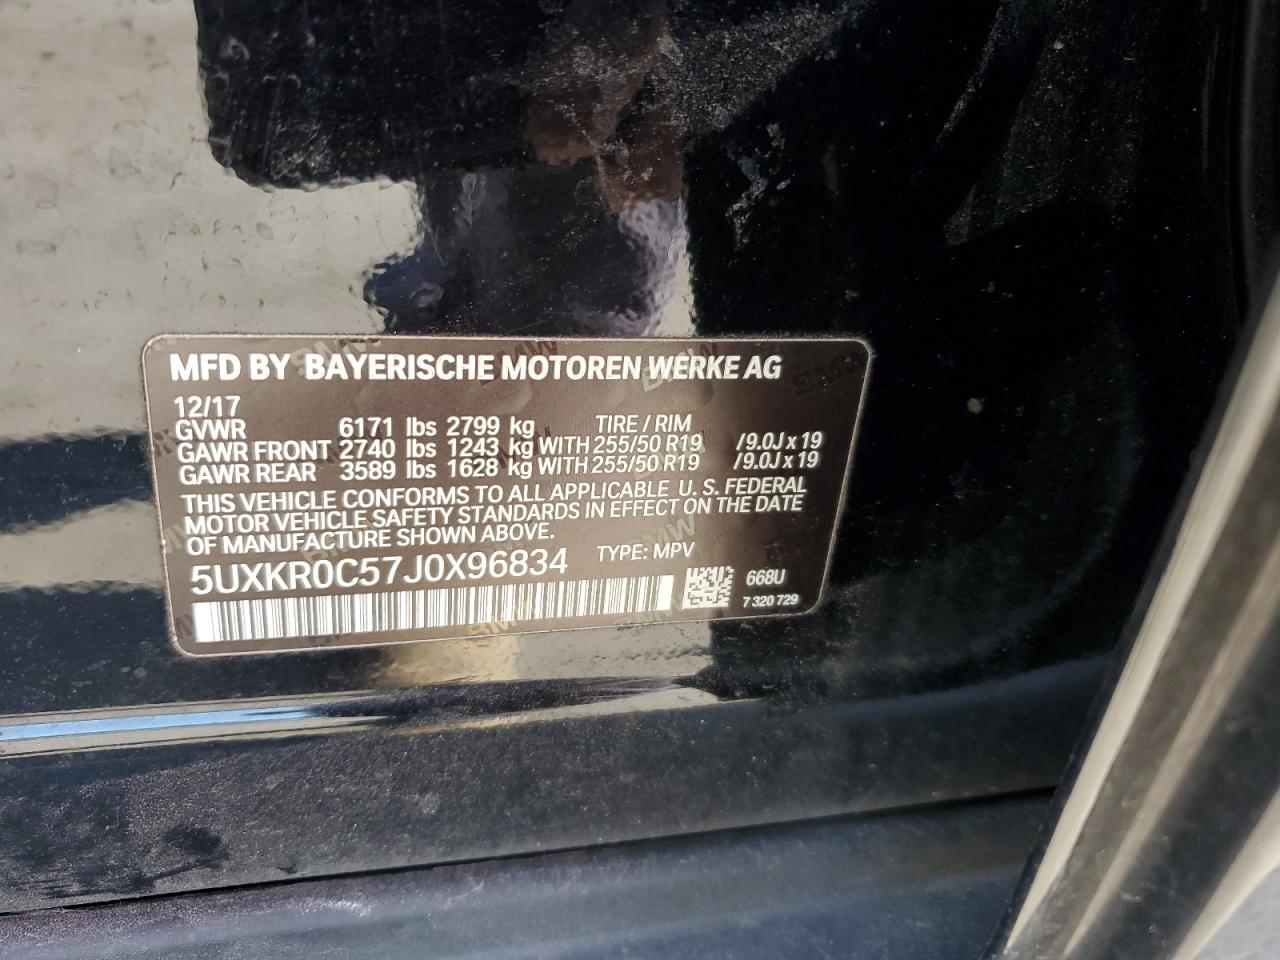 MFD BY BAYERISCHE MOTOREN WERKE AG
12/17
GVWR 6171 lbs 2799 kg TIRE / RIM
GAWR FRONT 2740 lbs 1243 kg WITH 255/50 R19 /9.0J x 19
GAWR REAR 3589 lbs 1628 kg WITH 255/50 R19 /9.0J x 19
THIS VEHICLE CONFORMS TO ALL APPLICABLE U. S. FEDERAL
MOTOR VEHICLE SAFETY STANDARDS IN EFFECT ON THE DATE
OF MANUFACTURE SHOWN ABOVE.
5UXKR0C57J0X96834 TYPE: MPV
668U
7 320 729